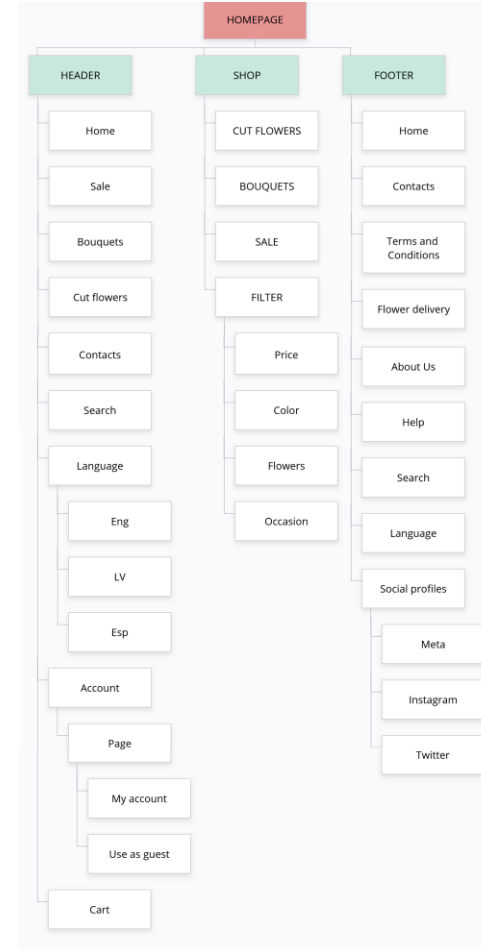 HOMEPAGE
HEADER
Home
Sale
Bouquets
Cut flowers
Contacts
Search
Language
Eng
LV
Esp
Account
Page
My account
Use as guest
Cart
SHOP
CUT FLOWERS
BOUQUETS
SALE
FILTER
Price
Color
Flowers
Occasion
FOOTER
Home
Contacts
Terms and
Conditions
Flower delivery
About Us
Help
Search
Language
Social profiles
Meta
Instagram
Twitter